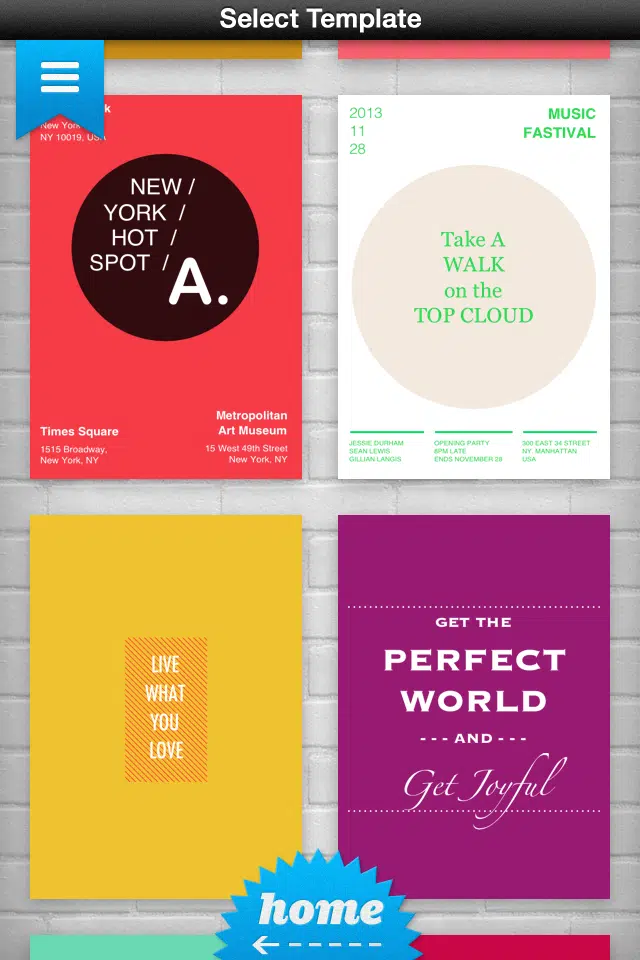 Select Template
k
New York
NY 10019, USA
NEW /
YORK /
HOT /
SPOT /
A.
Times Square
1515 Broadway,
New York, NY
Metropolitan
Art Museum
15 West 49th Street
New York, NY
2013
11
28
MUSIC
FASTIVAL
Take A
WALK
on the
TOP CLOUD
JESSIE DURHAM
SEAN LEWIS
GILLIAN LANGIS
OPENING PARTY
8PM LATE
ENDS NOVEMBER 28
300 EAST 34 STREET
NY. MANHATTAN
USA
LIVE
WHAT
YOU
LOVE
GET THE
PERFECT
WORLD
- - - AND - - -
Get Joyful
home